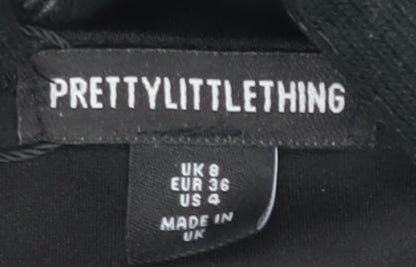 PRETTYLITTLETHING
UK 8
EUR 36
US 4
MADE IN
UK